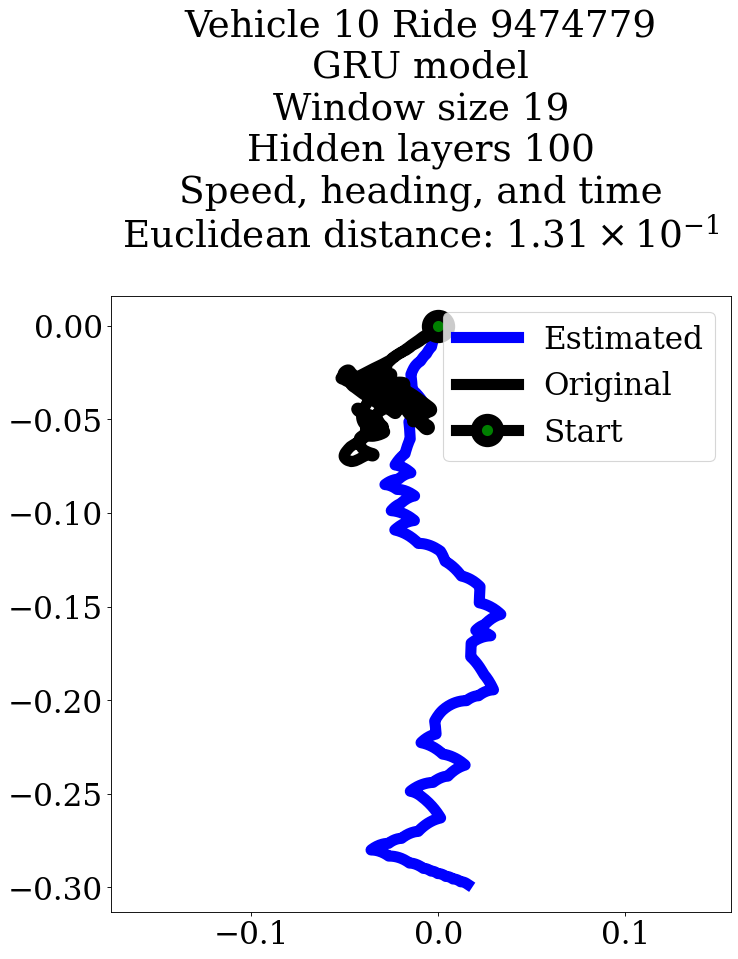 Vehicle 10 Ride 9474779
GRU model
Window size 19
Hidden layers 100
Speed, heading, and time
Euclidean distance: 1.31 × 10⁻¹
Estimated
Original
Start
0.00
−0.05
−0.10
−0.15
−0.20
−0.25
−0.30
−0.1
0.0
0.1